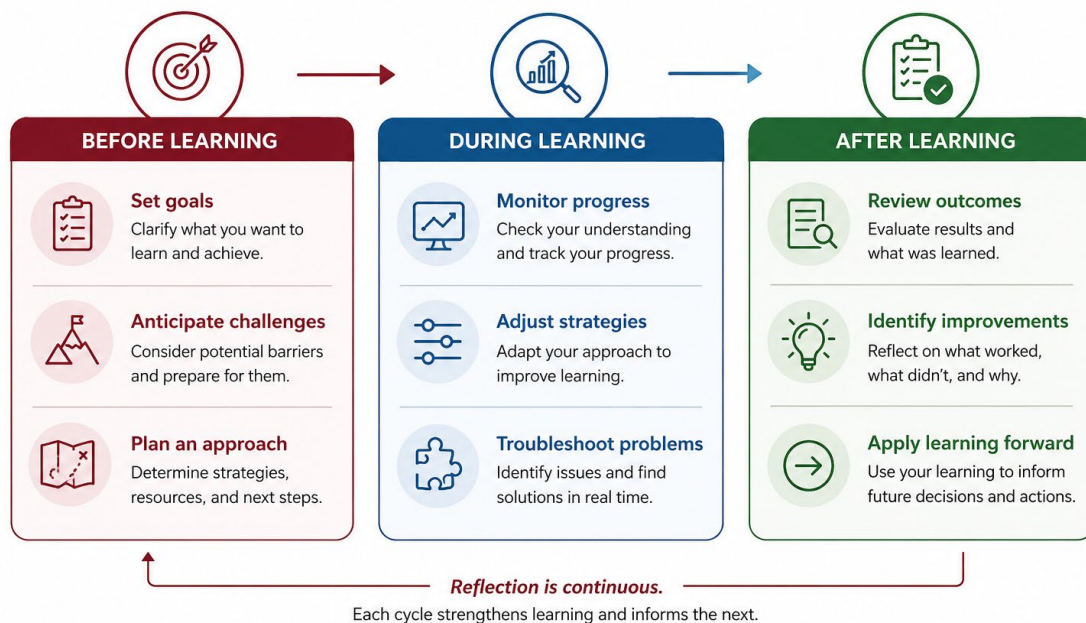 BEFORE LEARNING
Set goals
Clarify what you want to
learn and achieve.
Anticipate challenges
Consider potential barriers
and prepare for them.
Plan an approach
Determine strategies,
resources, and next steps.
DURING LEARNING
Monitor progress
Check your understanding
and track your progress.
Adjust strategies
Adapt your approach to
improve learning.
Troubleshoot problems
Identify issues and find
solutions in real time.
AFTER LEARNING
Review outcomes
Evaluate results and
what was learned.
Identify improvements
Reflect on what worked,
what didn't, and why.
Apply learning forward
Use your learning to inform
future decisions and actions.
Reflection is continuous.
Each cycle strengthens learning and informs the next.